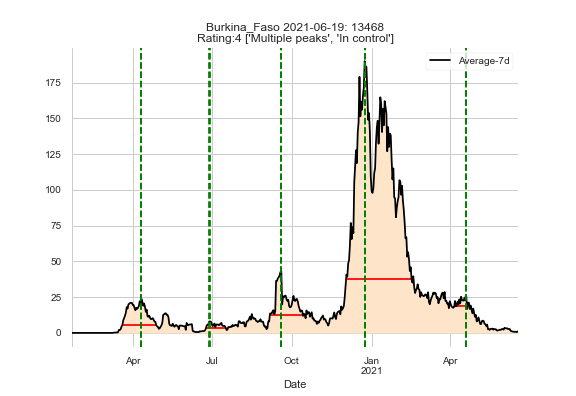 Burkina_Faso 2021-06-19: 13468
Rating:4 ['Multiple peaks', 'In control']
Average-7d
175
150
125
100
75
50
25
0
Apr
Jul
Oct
Jan
2021
Apr
Date